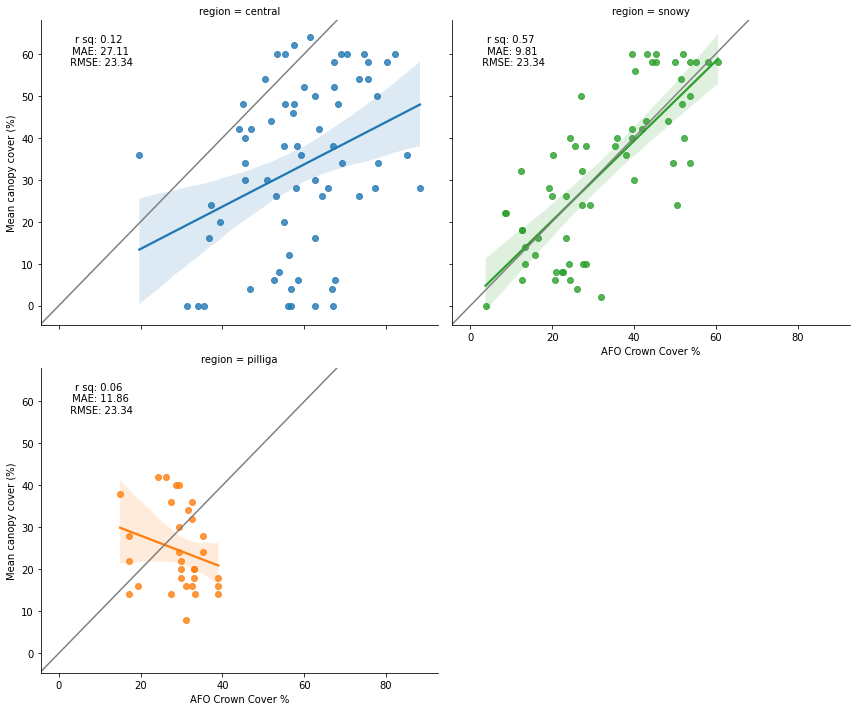 region = central
r sq: 0.12
MAE: 27.11
RMSE: 23.34
60
50
40
30
20
10
0
Mean canopy cover (%)
region = snowy
r sq: 0.57
MAE: 9.81
RMSE: 23.34
0 20 40 60 80
AFO Crown Cover %
region = pilliga
r sq: 0.06
MAE: 11.86
RMSE: 23.34
60
50
40
30
20
10
0
Mean canopy cover (%)
0 20 40 60 80
AFO Crown Cover %